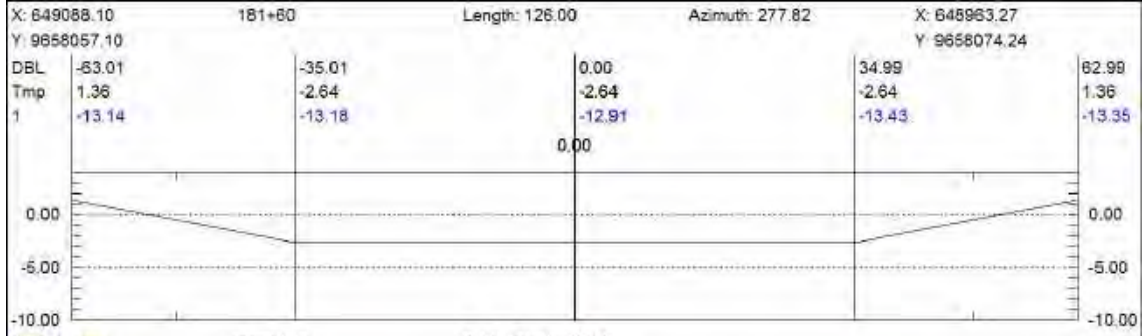 X: 649088.10 181+60 Length: 126.00 Azimuth: 277.82 X: 648963.27
Y: 9658057.10 Y: 9658074.24
DBL -63.01 -35.01 0.00 34.99 62.99
Tmp 1.36 -2.64 -2.64 -2.64 1.36
1 -13.14 -13.18 -12.91 -13.43 -13.35
0.00
0.00 0.00
-5.00 -5.00
-10.00 -10.00